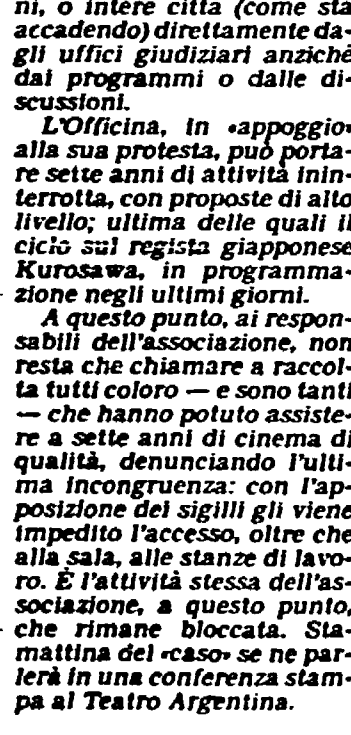 ni, o intere città (come sta
accadendo) direttamente da-
gli uffici giudiziari anziché
dai programmi o dalle di-
scussioni.
L'Officina, in «appoggio»
alla sua protesta, può porta-
re sette anni di attività inin-
terrotta, con proposte di alto
livello; ultima delle quali il
ciclo sul regista giapponese
Kurosawa, in programma-
zione negli ultimi giorni.
A questo punto, ai respon-
sabili dell'associazione, non
resta che chiamare a raccol-
ta tutti coloro — e sono tanti
— che hanno potuto assiste-
re a sette anni di cinema di
qualità, denunciando l'ulti-
ma incongruenza: con l'ap-
posizione dei sigilli gli viene
impedito l'accesso, oltre che
alla sala, alle stanze di lavo-
ro. È l'attività stessa dell'as-
sociazione, a questo punto,
che rimane bloccata. Sta-
mattina del «caso» se ne par-
lerà in una conferenza stam-
pa al Teatro Argentina.